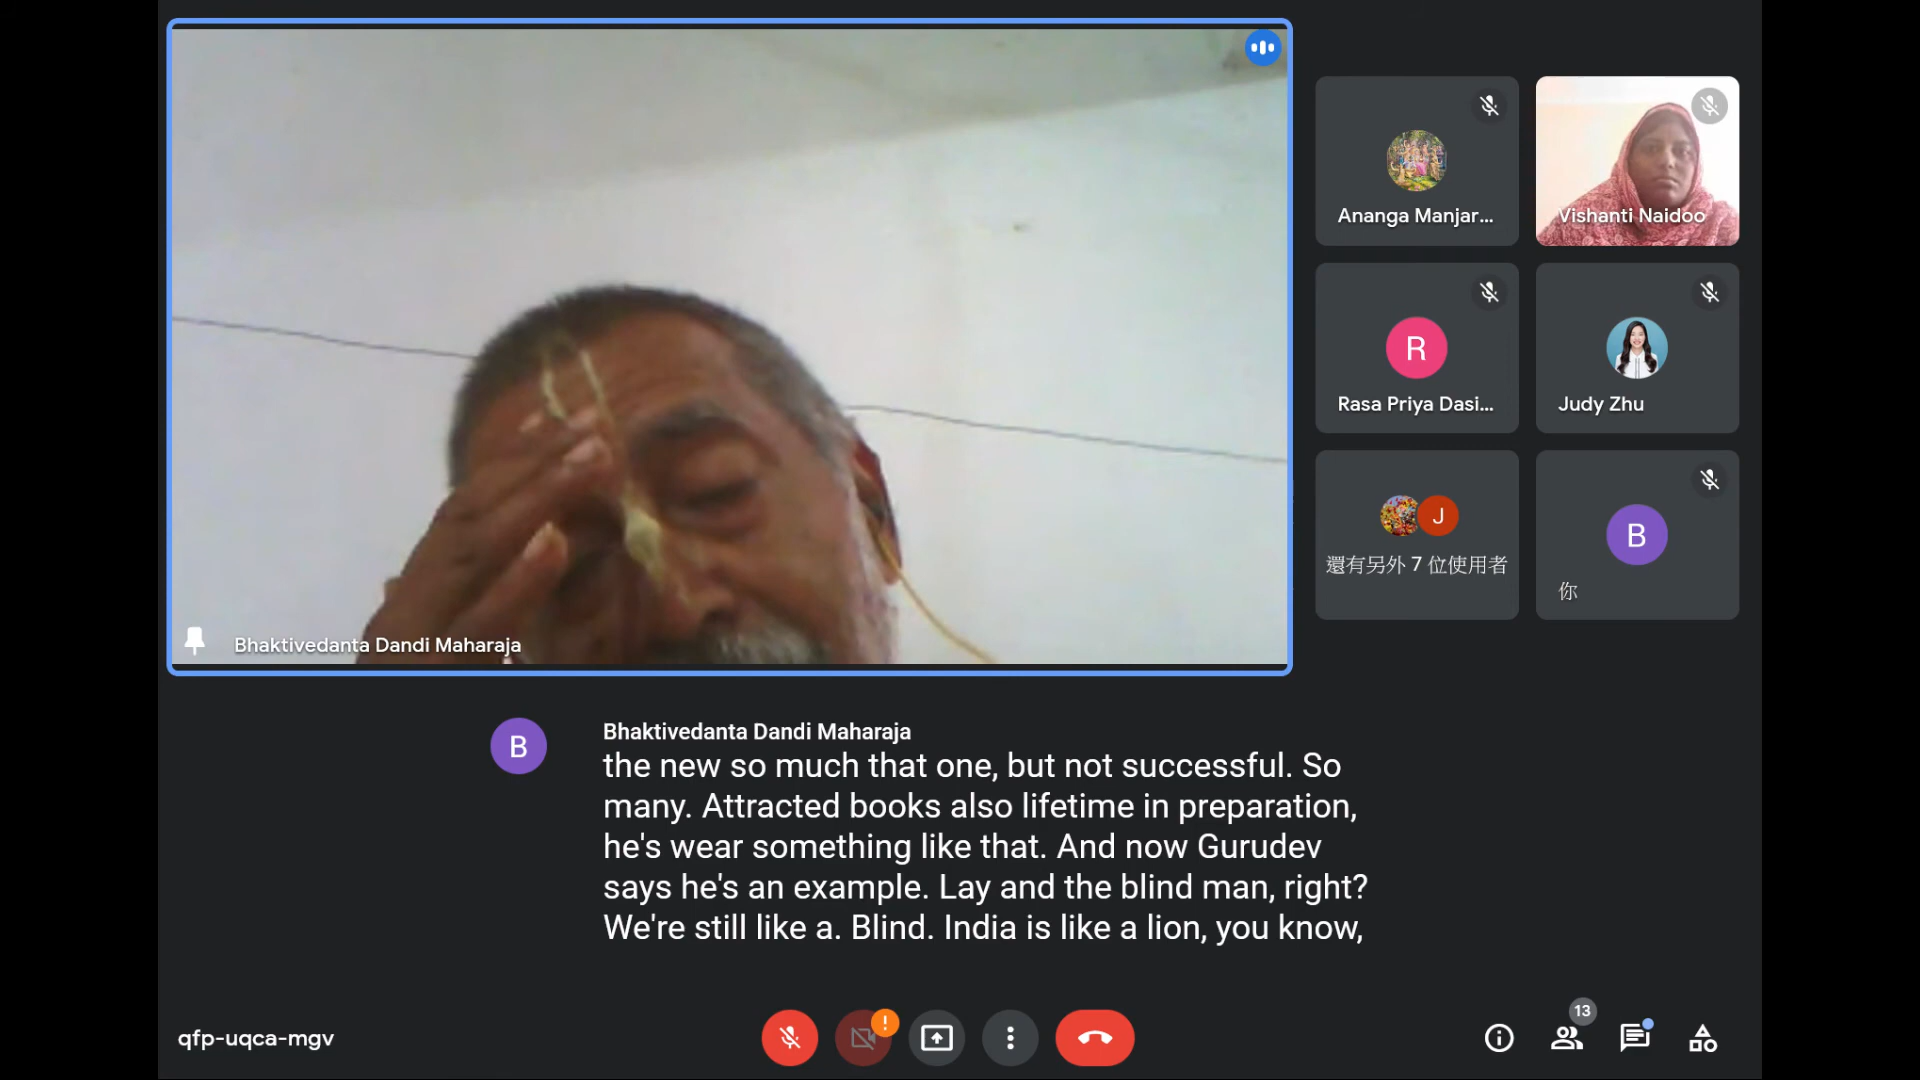 Bhaktivedanta Dandi Maharaja
Ananga Manjar...
Vishanti Naidoo
R
Rasa Priya Dasi...
Judy Zhu
J
還有另外 7 位使用者
B
你
B
Bhaktivedanta Dandi Maharaja
the new so much that one, but not successful. So
many. Attracted books also lifetime in preparation,
he's wear something like that. And now Gurudev
says he's an example. Lay and the blind man, right?
We're still like a. Blind. India is like a lion, you know,
qfp-uqca-mgv
!
13